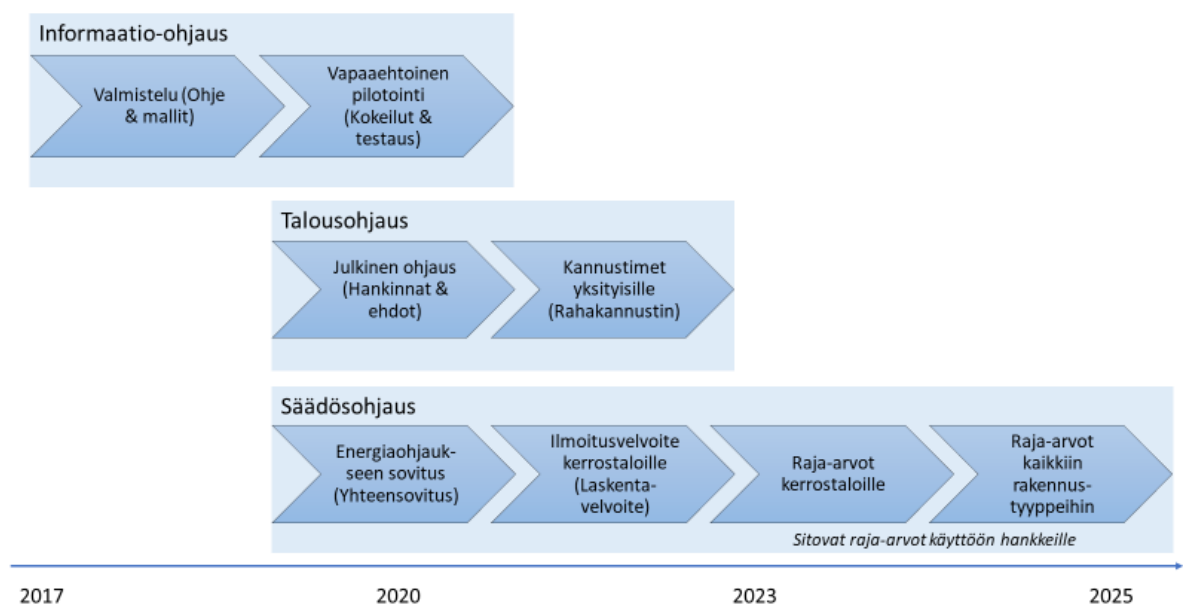 Informaatio-ohjaus
Valmistelu (Ohje
& mallit)
Vapaaehtoinen
pilotointi
(Kokeilut &
testaus)
Talousohjaus
Julkinen ohjaus
(Hankinnat &
ehdot)
Kannustimet
yksityisille
(Rahakannustin)
Säädösohjaus
Energiaohjauk-
seen sovitus
(Yhteensovitus)
Ilmoitusvelvoite
kerrostaloille
(Laskenta-
velvoite)
Raja-arvot
kerrostaloille
Raja-arvot
kaikkiin
rakennus-
tyyppeihin
Sitovat raja-arvot käyttöön hankkeille
2017
2020
2023
2025